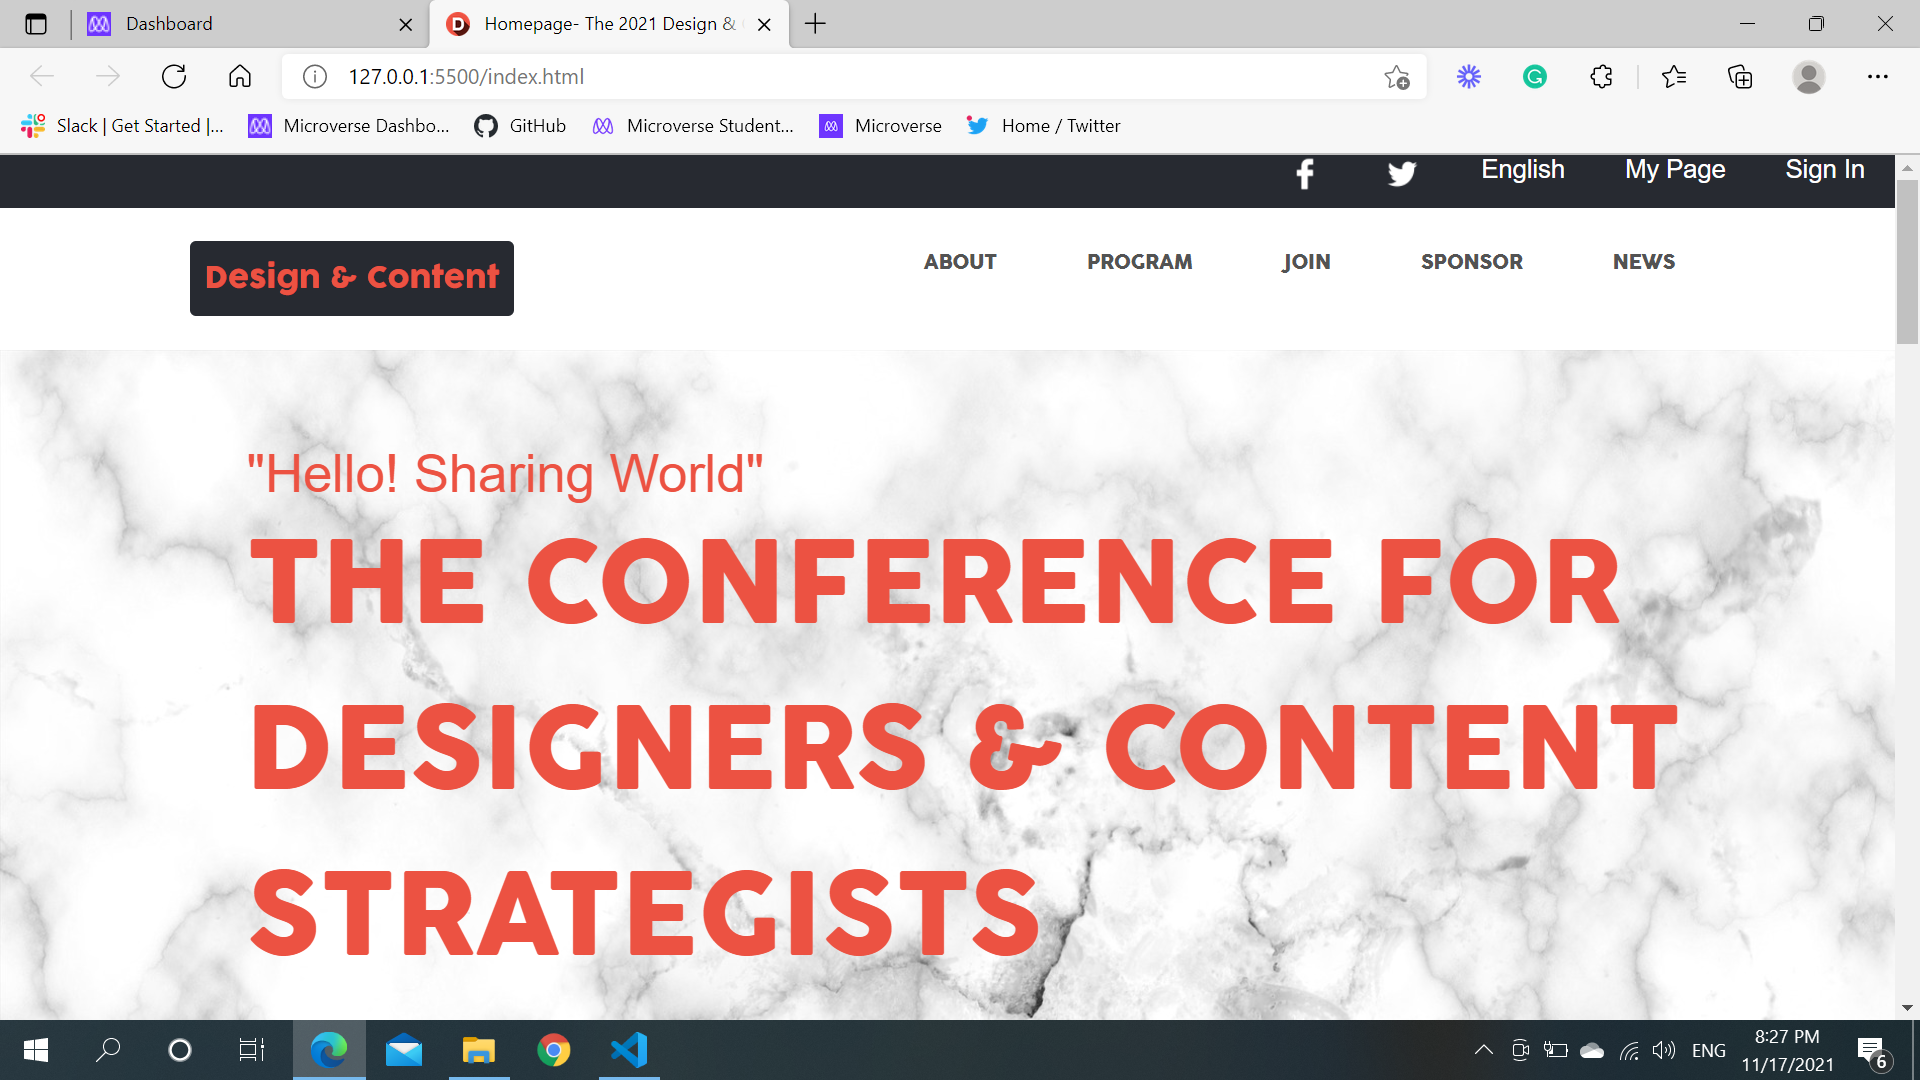 Dashboard
Homepage- The 2021 Design &
127.0.0.1:5500/index.html
Slack | Get Started |...
Microverse Dashbo...
GitHub
Microverse Student...
Microverse
Home / Twitter
English
My Page
Sign In
Design & Content
ABOUT
PROGRAM
JOIN
SPONSOR
NEWS
"Hello! Sharing World"
THE CONFERENCE FOR
DESIGNERS & CONTENT
STRATEGISTS
ENG
8:27 PM
11/17/2021
6